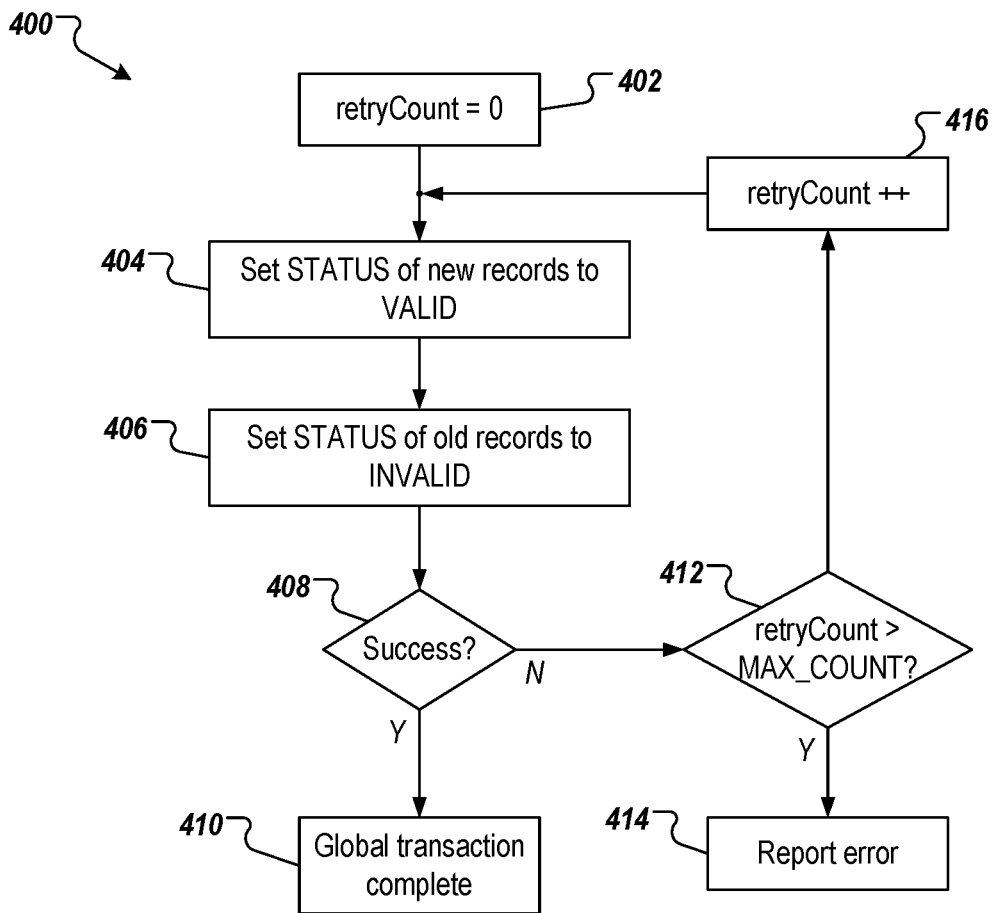 400
retryCount = 0
402
416
retryCount ++
404
Set STATUS of new records to
VALID
406
Set STATUS of old records to
INVALID
408
Success?
N
Y
412
retryCount >
MAX_COUNT?
Y
410
Global transaction
complete
414
Report error